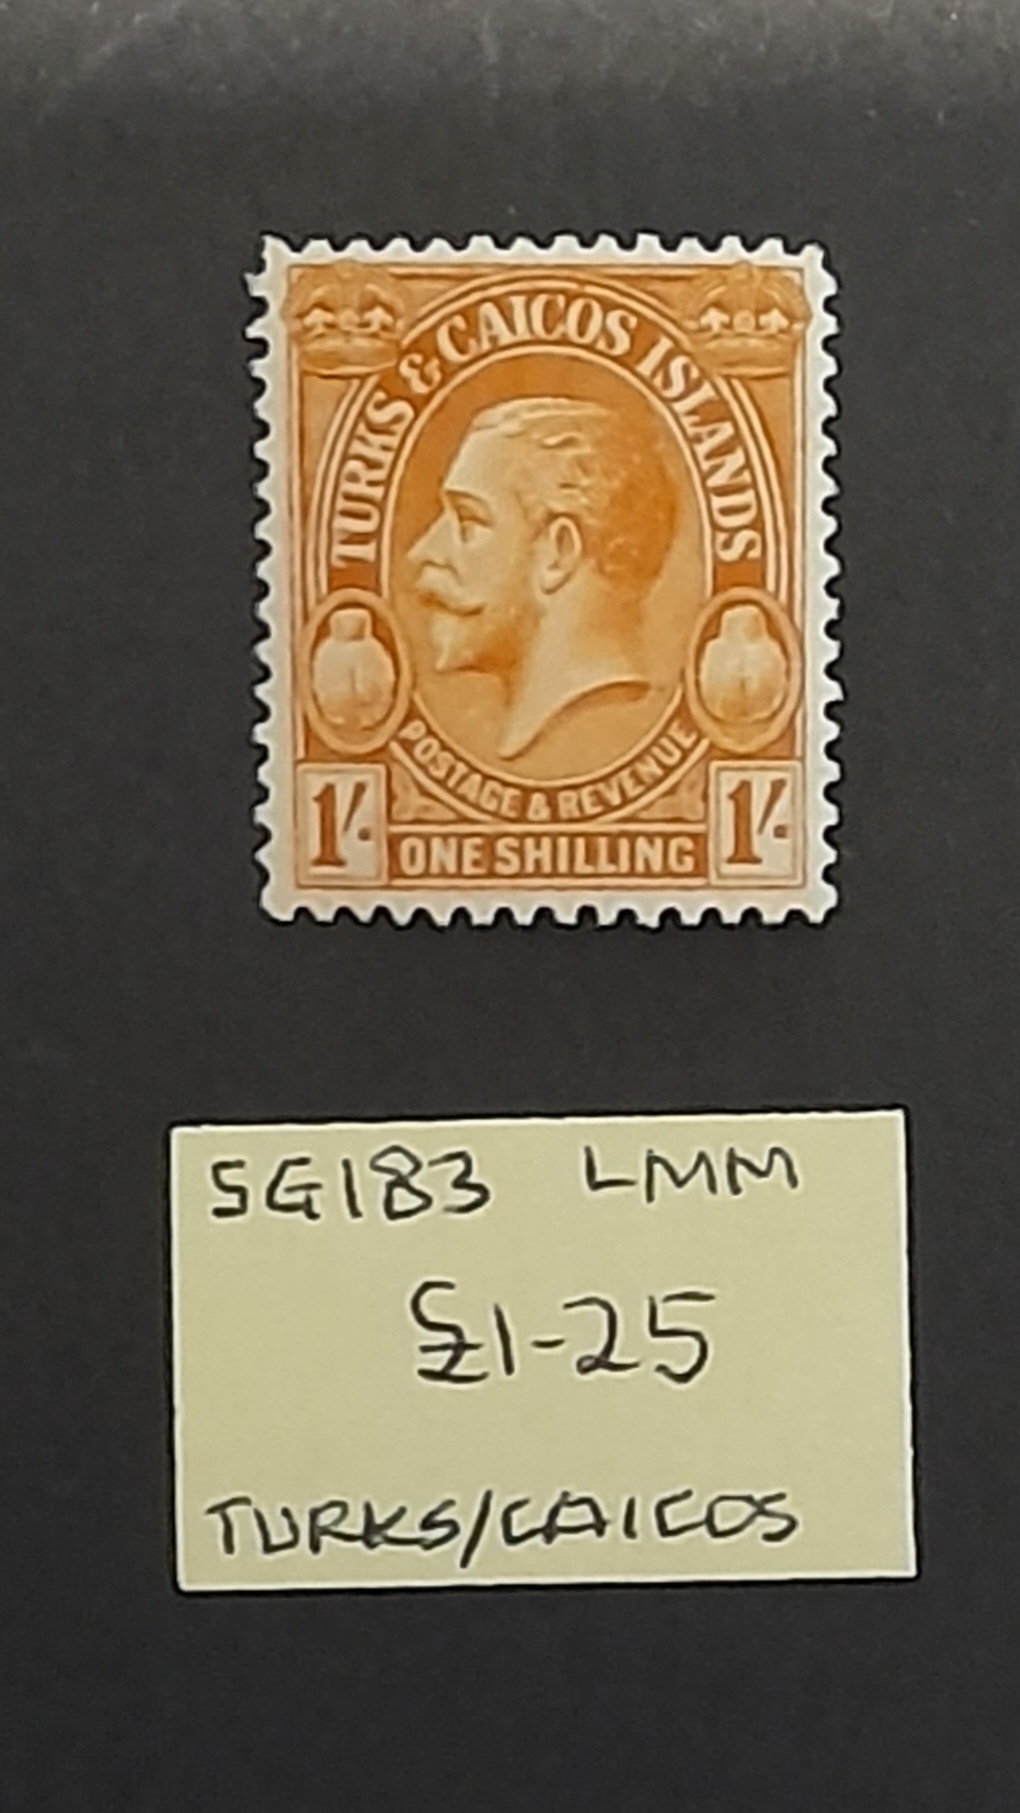 TURKS & CAICOS ISLANDS
POSTAGE & REVENUE
1/- ONE SHILLING 1/-
SG183 LMM
£1-25
TURKS/CAICOS